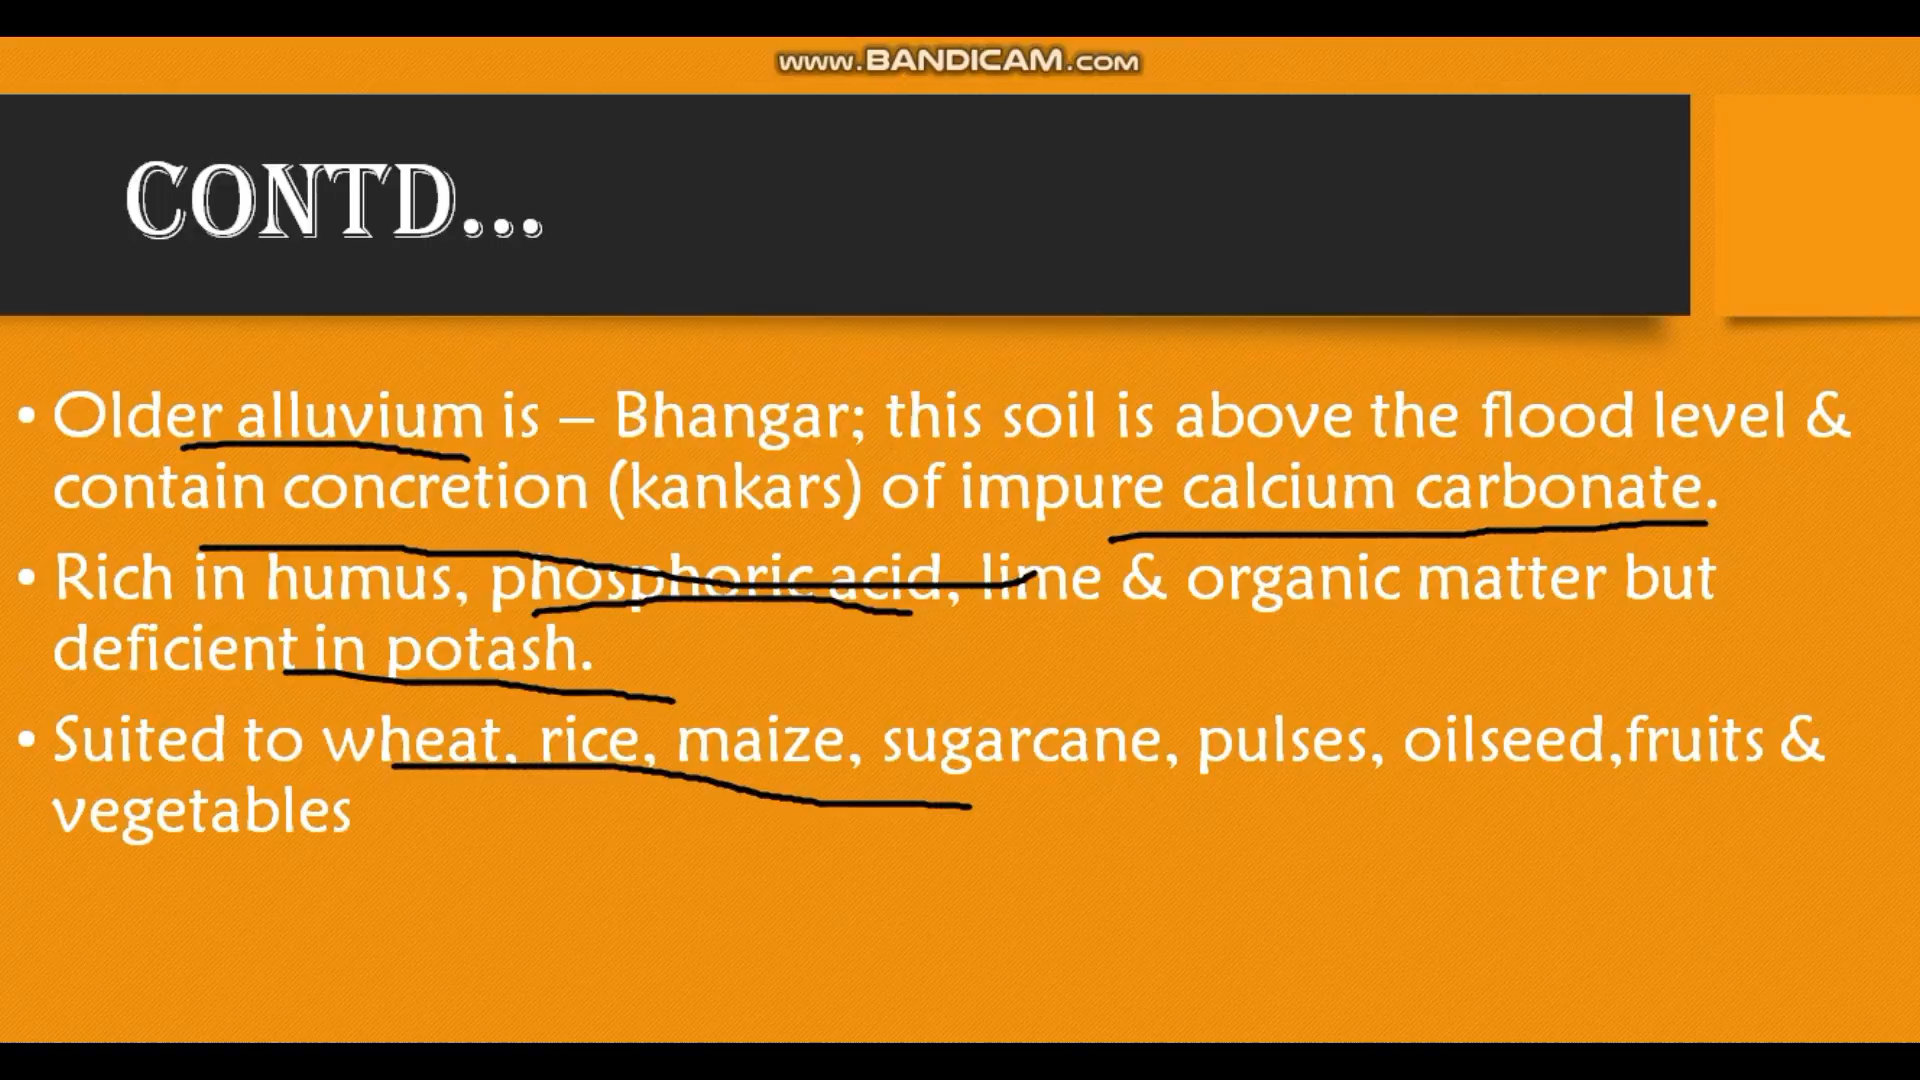 www.BANDICAM.com
CONTD...
• Older alluvium is – Bhangar; this soil is above the flood level &
contain concretion (kankars) of impure calcium carbonate.
• Rich in humus, phosphoric acid, lime & organic matter but
deficient in potash.
• Suited to wheat, rice, maize, sugarcane, pulses, oilseed,fruits &
vegetables